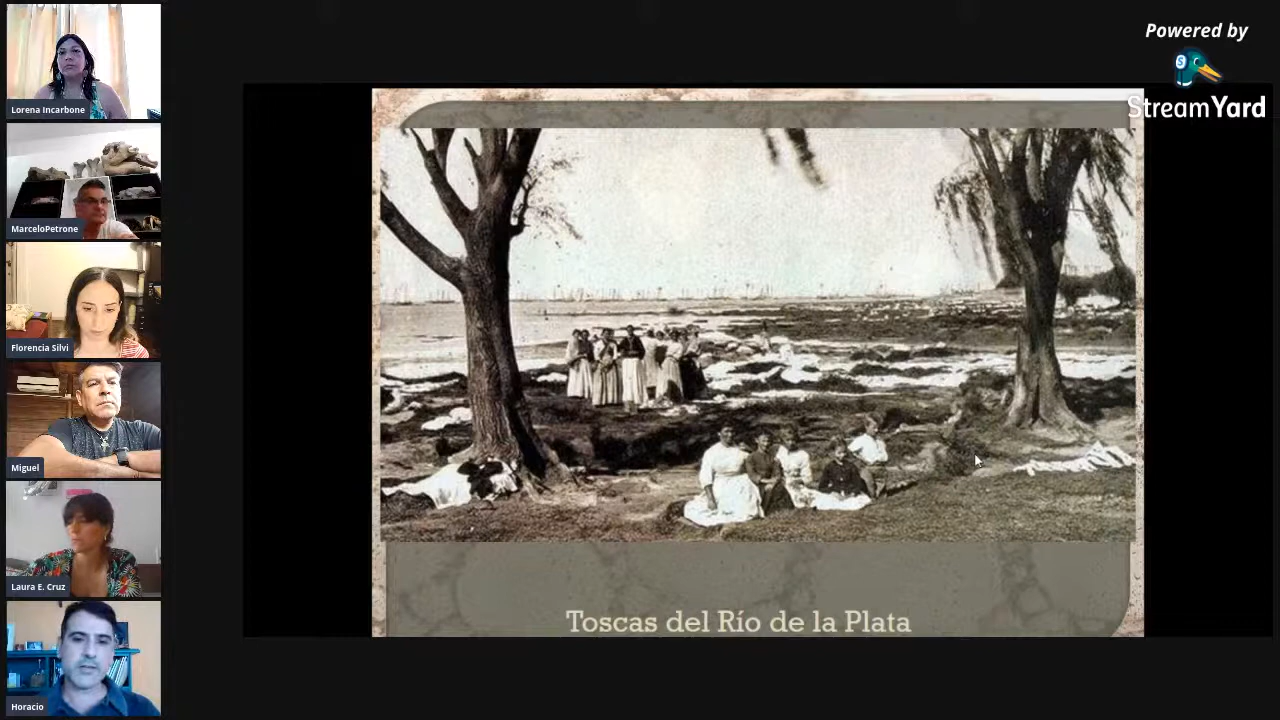 Lorena Incarbone
MarceloPetrone
Florencia Silvi
Miguel
Laura E. Cruz
Horacio
Powered by
StreamYard
Toscas del Río de la Plata